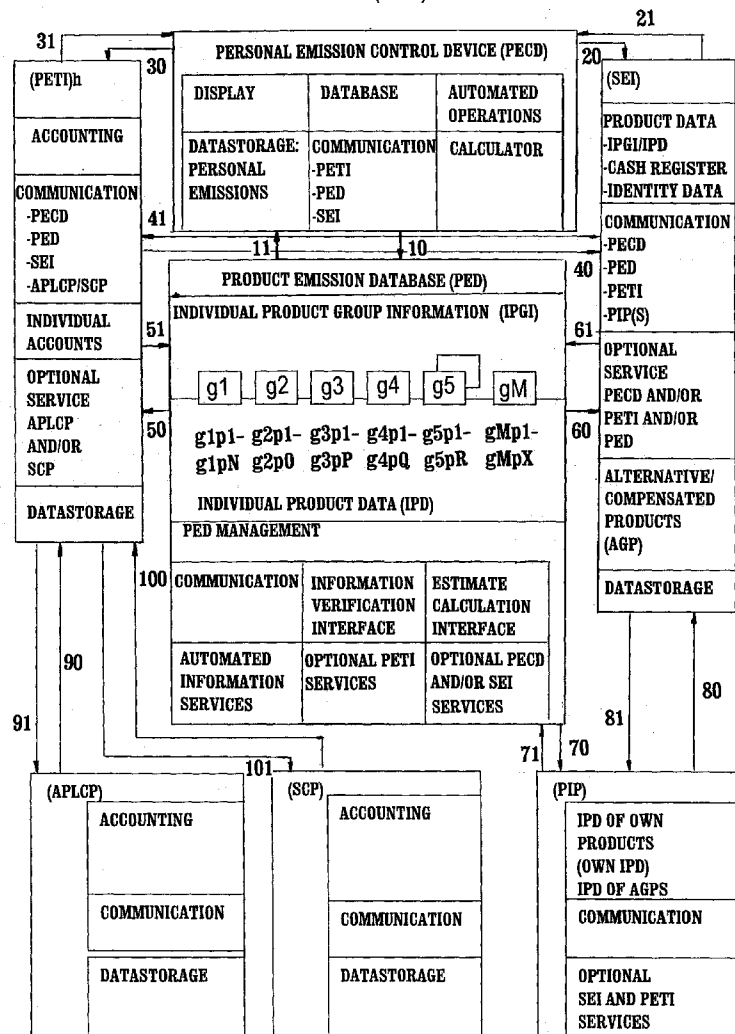 31
21
30
PERSONAL EMISSION CONTROL DEVICE (PECD)
20
DISPLAY
DATABASE
AUTOMATED
OPERATIONS
DATASTORAGE:
PERSONAL
EMISSIONS
COMMUNICATION
-PETI
-PED
-SEI
CALCULATOR
(PETI)h
ACCOUNTING
COMMUNICATION
-PECD
-PED
-SEI
-APLCP/SCP
INDIVIDUAL
ACCOUNTS
OPTIONAL
SERVICE
APLCP
AND/OR
SCP
DATASTORAGE
(SEI)
PRODUCT DATA
-IPGI/IPD
-CASH REGISTER
-IDENTITY DATA
COMMUNICATION
-PECD
-PED
-PETI
-PIP(S)
OPTIONAL
SERVICE
PECD AND/OR
PETI AND/OR
PED
ALTERNATIVE/
COMPENSATED
PRODUCTS
(AGP)
DATASTORAGE
41
11
10
40
51
61
50
60
PRODUCT EMISSION DATABASE (PED)
INDIVIDUAL PRODUCT GROUP INFORMATION (IPGI)
g1 g2 g3 g4 g5 gM
g1p1- g2p1- g3p1- g4p1- g5p1- gMp1-
g1pN g2pO g3pP g4pQ g5pR gMpX
INDIVIDUAL PRODUCT DATA (IPD)
PED MANAGEMENT
COMMUNICATION
INFORMATION
VERIFICATION
INTERFACE
ESTIMATE
CALCULATION
INTERFACE
AUTOMATED
INFORMATION
SERVICES
OPTIONAL PETI
SERVICES
OPTIONAL PECD
AND/OR SEI
SERVICES
100
90
91
101
71
70
81
80
(APLCP)
ACCOUNTING
COMMUNICATION
DATASTORAGE
(SCP)
ACCOUNTING
COMMUNICATION
DATASTORAGE
(PIP)
IPD OF OWN
PRODUCTS
(OWN IPD)
IPD OF AGPS
COMMUNICATION
OPTIONAL
SEI AND PETI
SERVICES